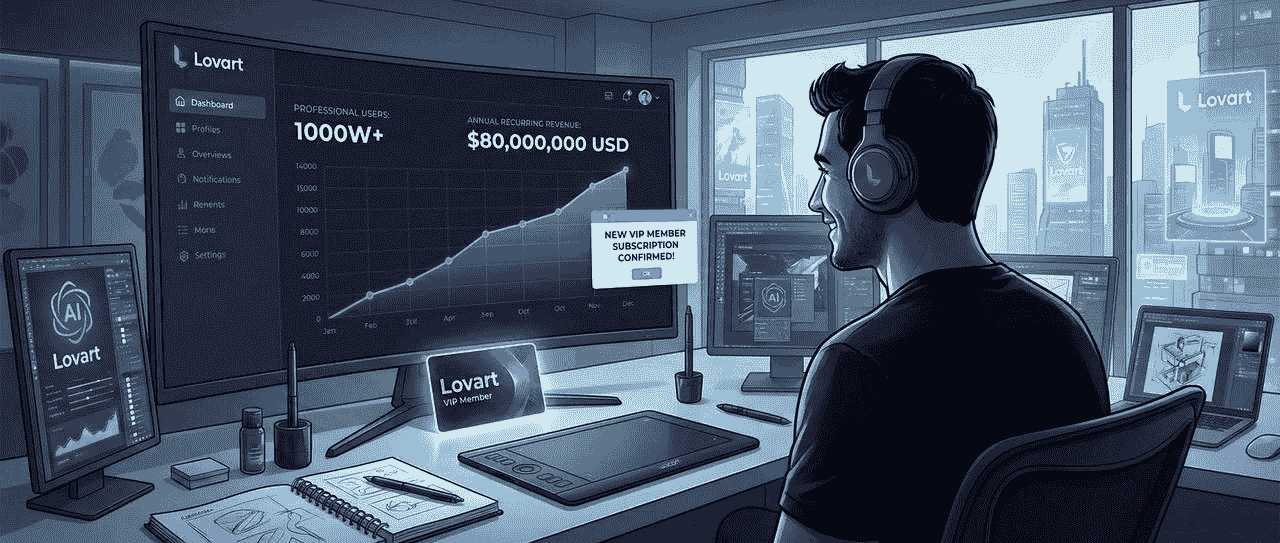 Lovart
Dashboard
Profiles
Overviews
Notifications
Renents
Mons
Settings
PROFESSIONAL USERS:
1000W+
ANNUAL RECURRING REVENUE:
$80,000,000 USD
14000
15000
10000
8000
6000
4000
2000
0
Jan
Feb
Apr
Sep
Oct
Oct
Nov
Dec
NEW VIP MEMBER
SUBSCRIPTION
CONFIRMED!
OK
AI
Lovart
Lovart
VIP Member
AI
Lovart
Lovart
Lovart